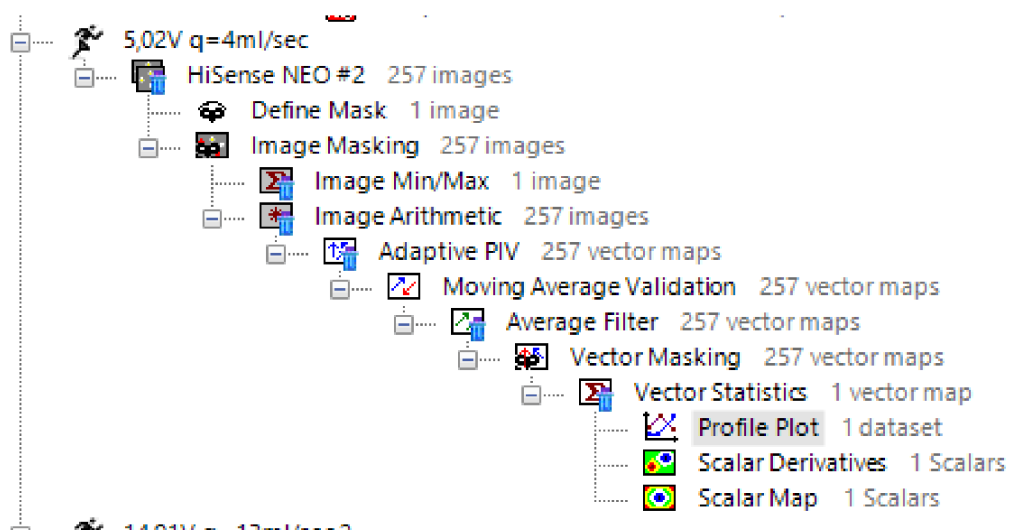 5,02V q=4ml/sec
HiSense NEO #2 257 images
Define Mask 1 image
Image Masking 257 images
Image Min/Max 1 image
Image Arithmetic 257 images
Adaptive PIV 257 vector maps
Moving Average Validation 257 vector maps
Average Filter 257 vector maps
Vector Masking 257 vector maps
Vector Statistics 1 vector map
Profile Plot 1 dataset
Scalar Derivatives 1 Scalars
Scalar Map 1 Scalars